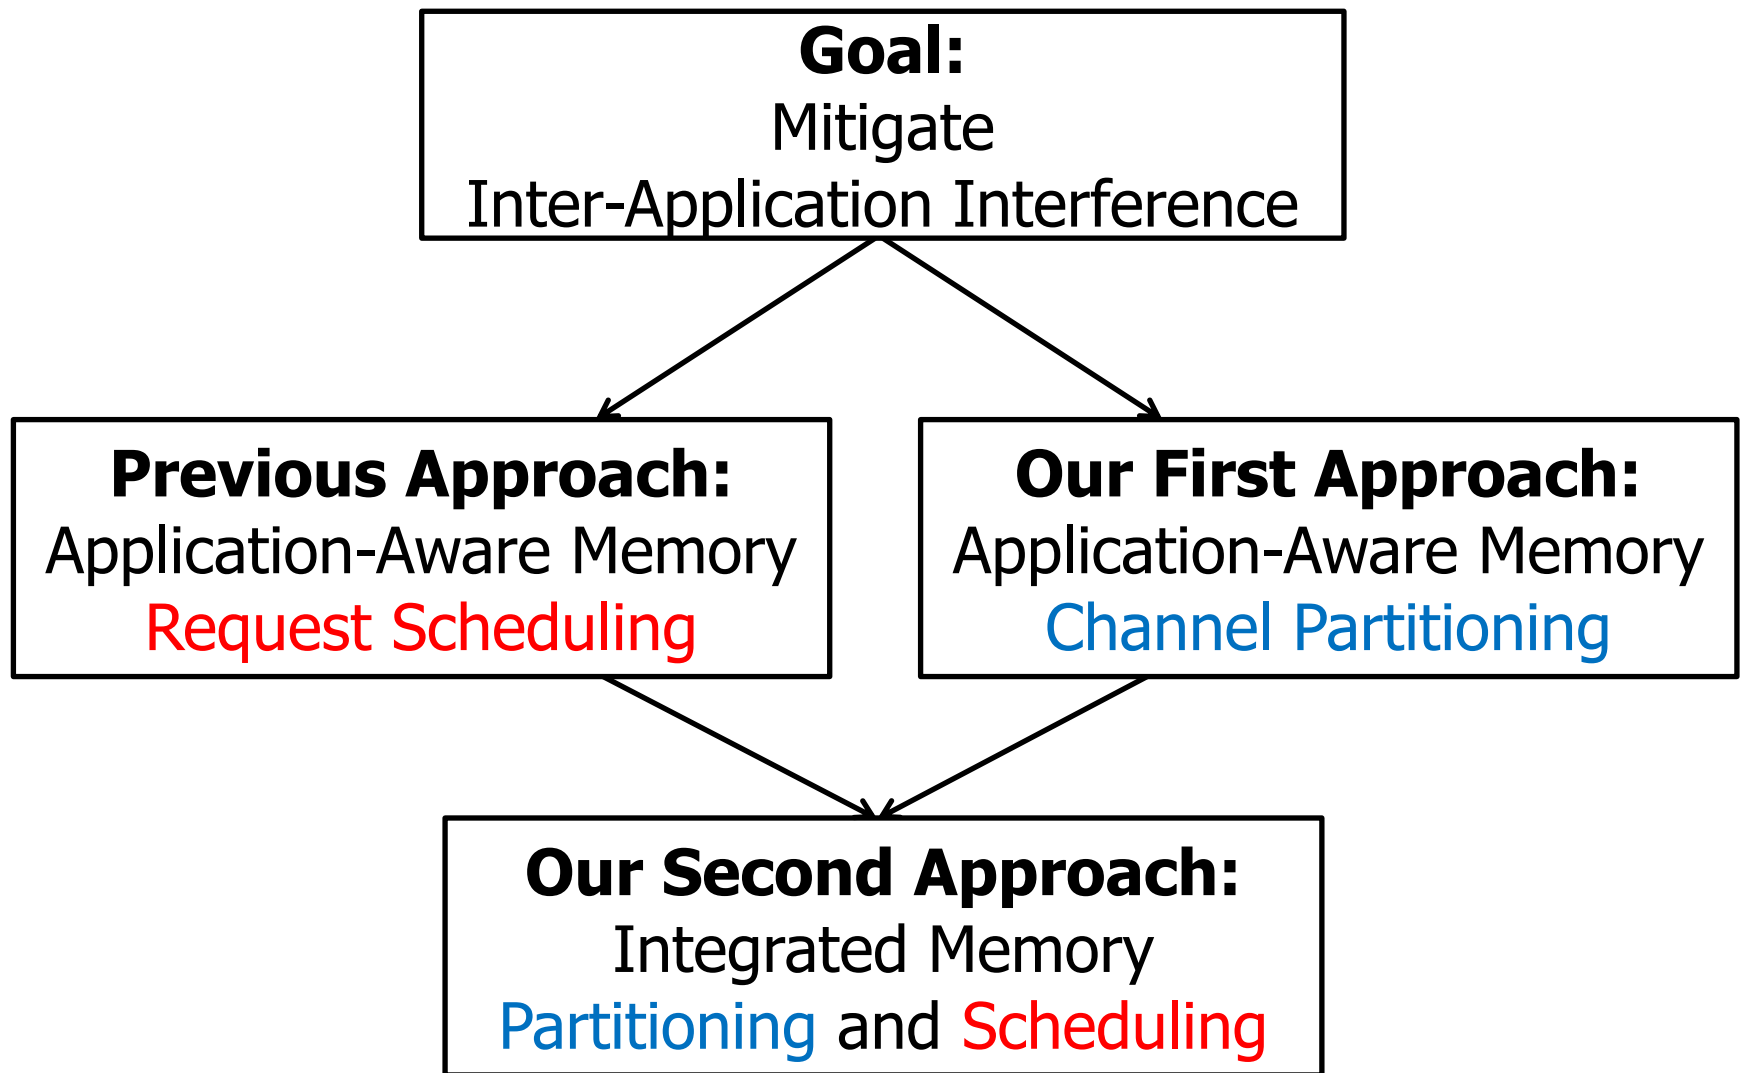 Goal:
Mitigate
Inter-Application Interference
Previous Approach:
Application-Aware Memory
Request Scheduling
Our First Approach:
Application-Aware Memory
Channel Partitioning
Our Second Approach:
Integrated Memory
Partitioning and Scheduling